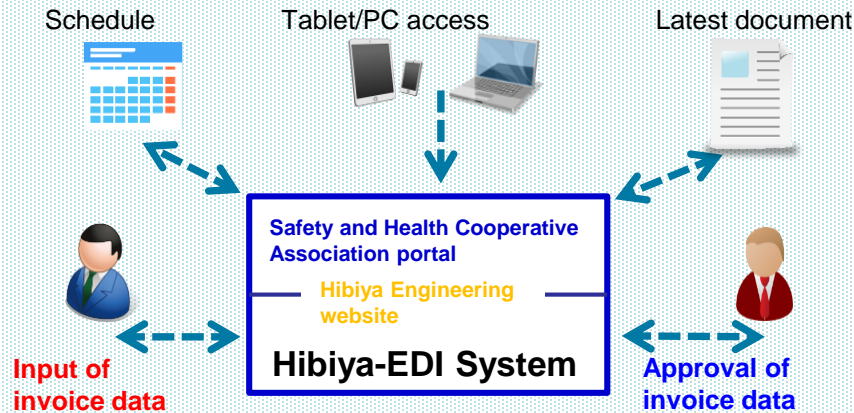 Schedule
Tablet/PC access
Latest document
Safety and Health Cooperative
Association portal
Hibiya Engineering
website
Hibiya-EDI System
Input of
invoice data
Approval of
invoice data